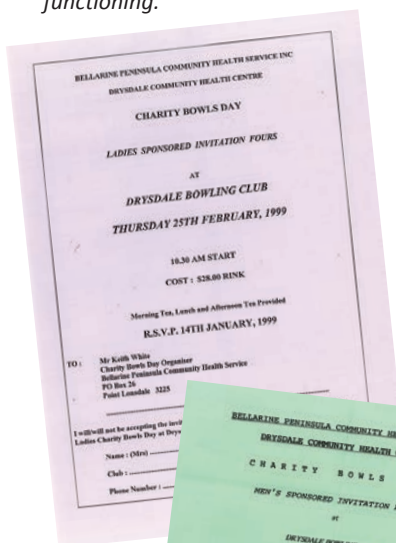 functioning.
BELLARINE PENINSULA COMMUNITY HEALTH SERVICE INC
DRYSDALE COMMUNITY HEALTH CENTRE
CHARITY BOWLS DAY
LADIES SPONSORED INVITATION FOURS
AT
DRYSDALE BOWLING CLUB
THURSDAY 25TH FEBRUARY, 1999
10.30 AM START
COST : $28.00 RINK
Morning Tea, Lunch and Afternoon Tea Provided
R.S.V.P. 14TH JANUARY, 1999
TO : Mr Keith White
Charity Bowls Day Organiser
Bellarine Peninsula Community Health Service
PO Box 26
Point Lonsdale 3225
I will/will not be accepting the invi
Ladies Charity Bowls Day at Drys
Name : (Mrs)
Club :
Phone Number :
BELLARINE PENINSULA COMMUNITY HE
DRYSDALE COMMUNITY HEALTH
CHARITY BOWLS
MEN'S SPONSORED INVITATION
AT
DRYSDALE